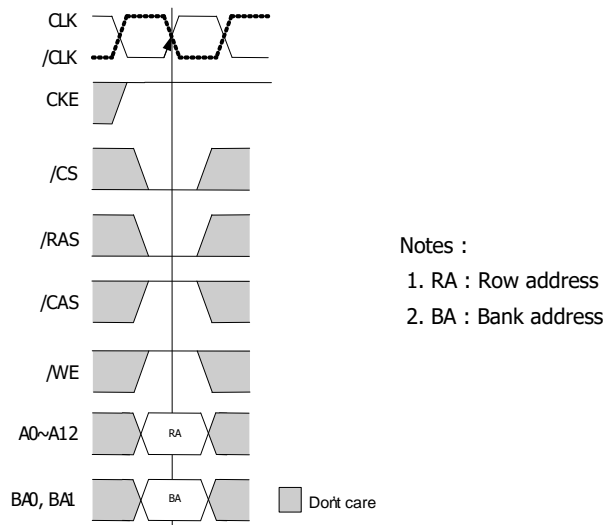 CLK
/CLK
CKE
/CS
/RAS
Notes :
1. RA : Row address
/CAS
2. BA : Bank address
/WE
A0~A12
RA
BA0, BA1
BA
Don't care